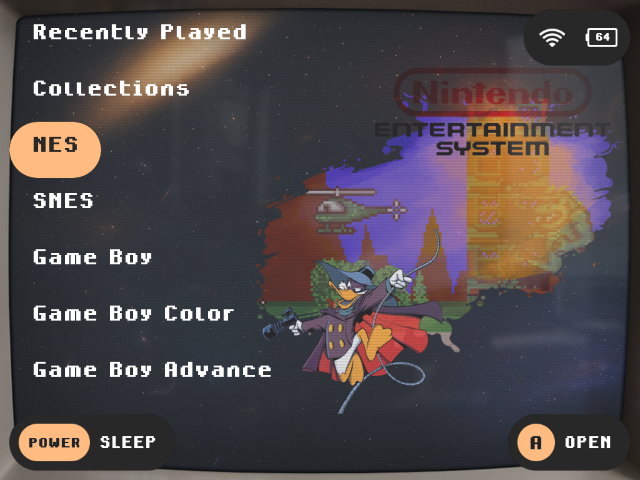 Recently Played
64
Collections
Nintendo
ENTERTAINMENT
SYSTEM
NES
SNES
Game Boy
Game Boy Color
Game Boy Advance
POWER SLEEP
A OPEN